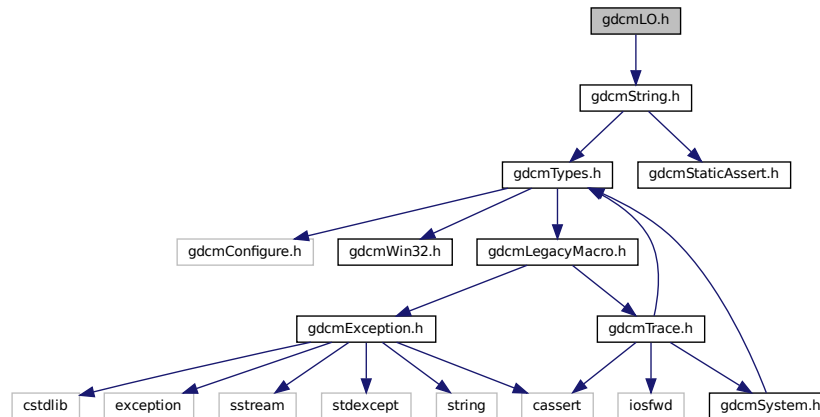 gdcmLO.h
gdcmString.h
gdcmTypes.h
gdcmStaticAssert.h
gdcmConfigure.h
gdcmWin32.h
gdcmLegacyMacro.h
gdcmException.h
gdcmTrace.h
cstdlib
exception
sstream
stdexcept
string
cassert
iosfwd
gdcmSystem.h